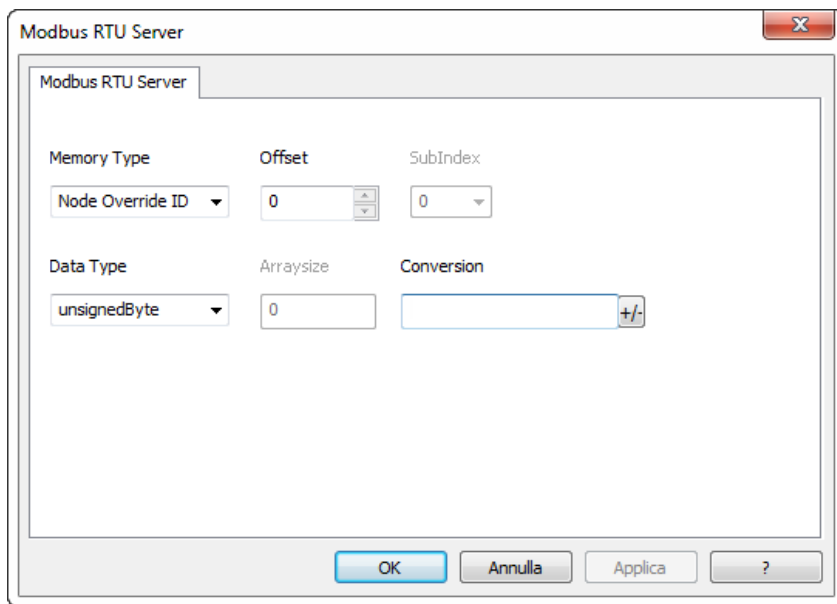 Modbus RTU Server
Modbus RTU Server
Memory Type Offset SubIndex
Node Override ID 0 0
Data Type Arraysize Conversion
unsignedByte 0 +/-
OK Annulla Applica ?